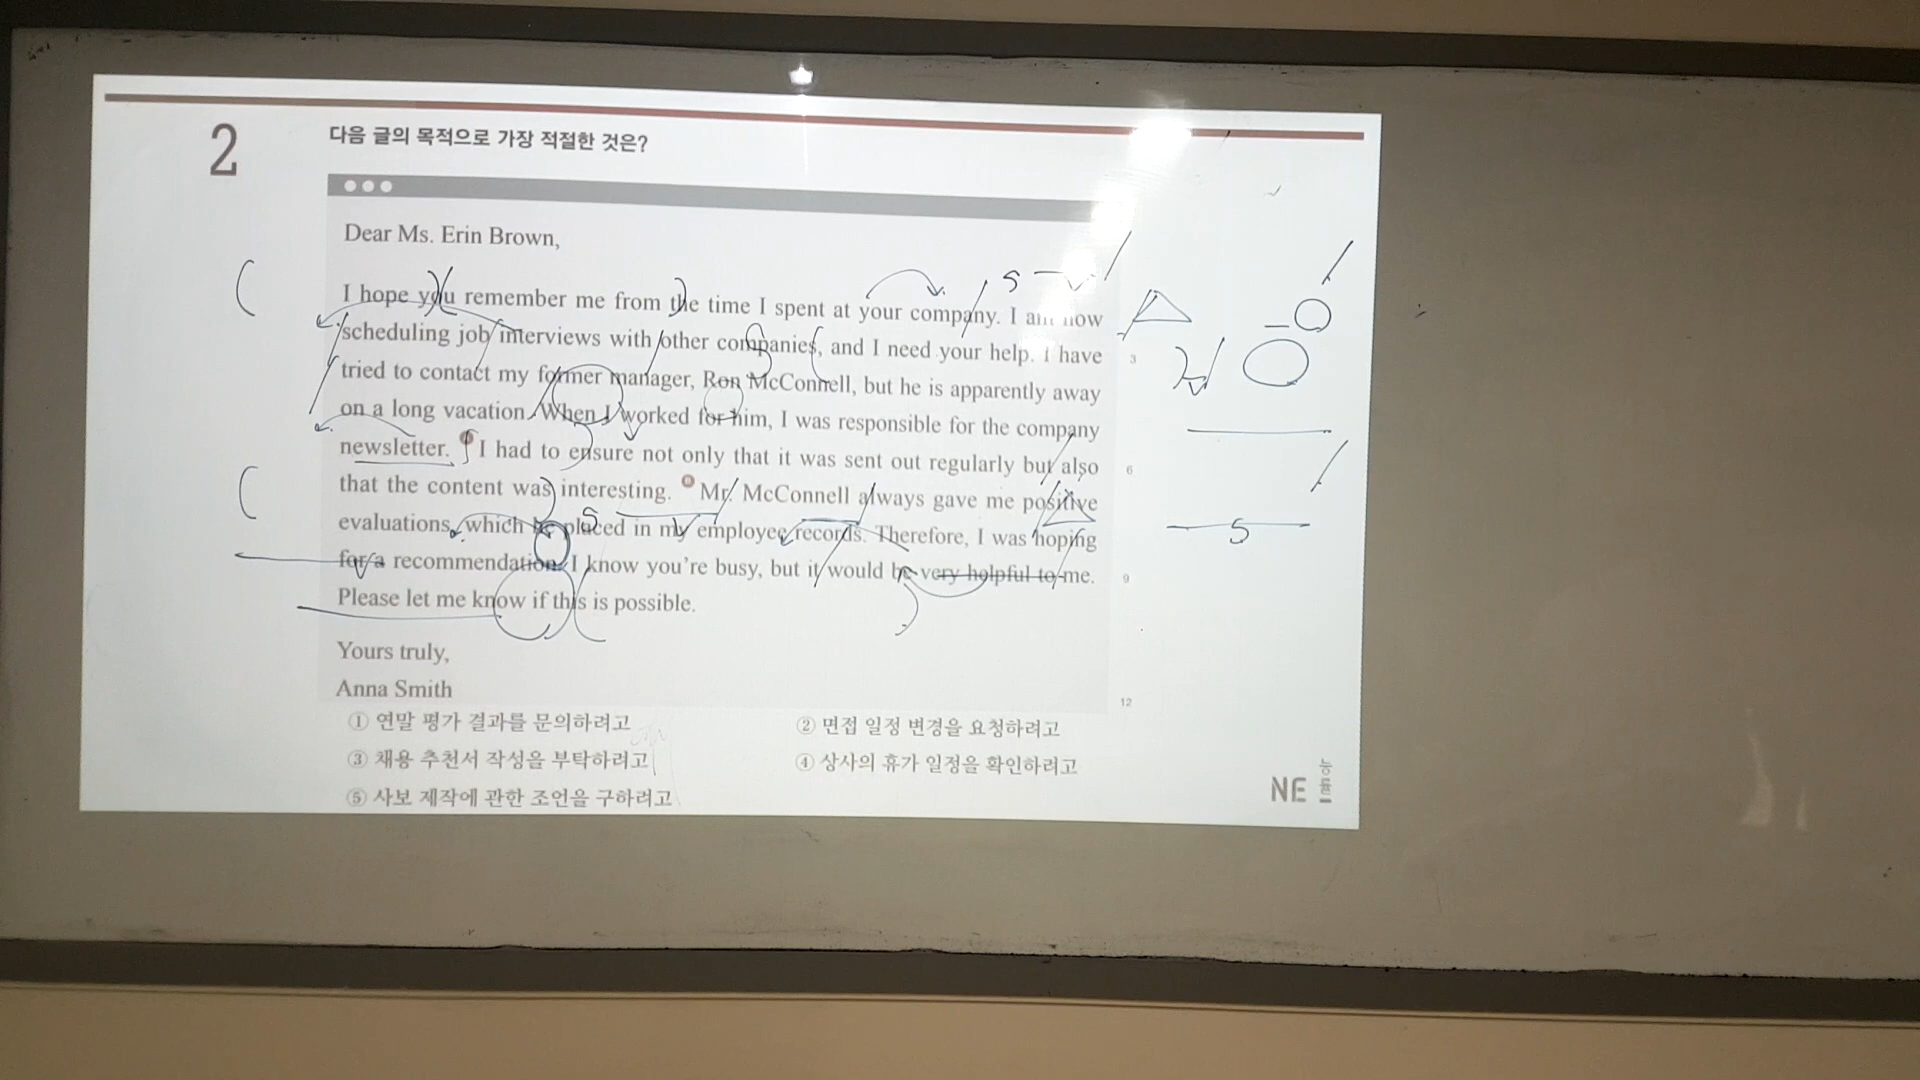 2
다음 글의 목적으로 가장 적절한 것은?
Dear Ms. Erin Brown,
I hope you remember me from the time I spent at your company. I am now
scheduling job interviews with other companies, and I need your help. I have
3
tried to contact my former manager, Ron McConnell, but he is apparently away
on a long vacation. When I worked for him, I was responsible for the company
newsletter. I had to ensure not only that it was sent out regularly but also
6
that the content was interesting. Mr. McConnell always gave me positive
evaluations, which he placed in my employee records. Therefore, I was hoping
for a recommendation. I know you're busy, but it would be very helpful to me.
9
Please let me know if this is possible.
Yours truly,
Anna Smith
12
① 연말 평가 결과를 문의하려고
② 면접 일정 변경을 요청하려고
③ 채용 추천서 작성을 부탁하려고
④ 상사의 휴가 일정을 확인하려고
⑤ 사보 제작에 관한 조언을 구하려고
NE 능률
S
S
S